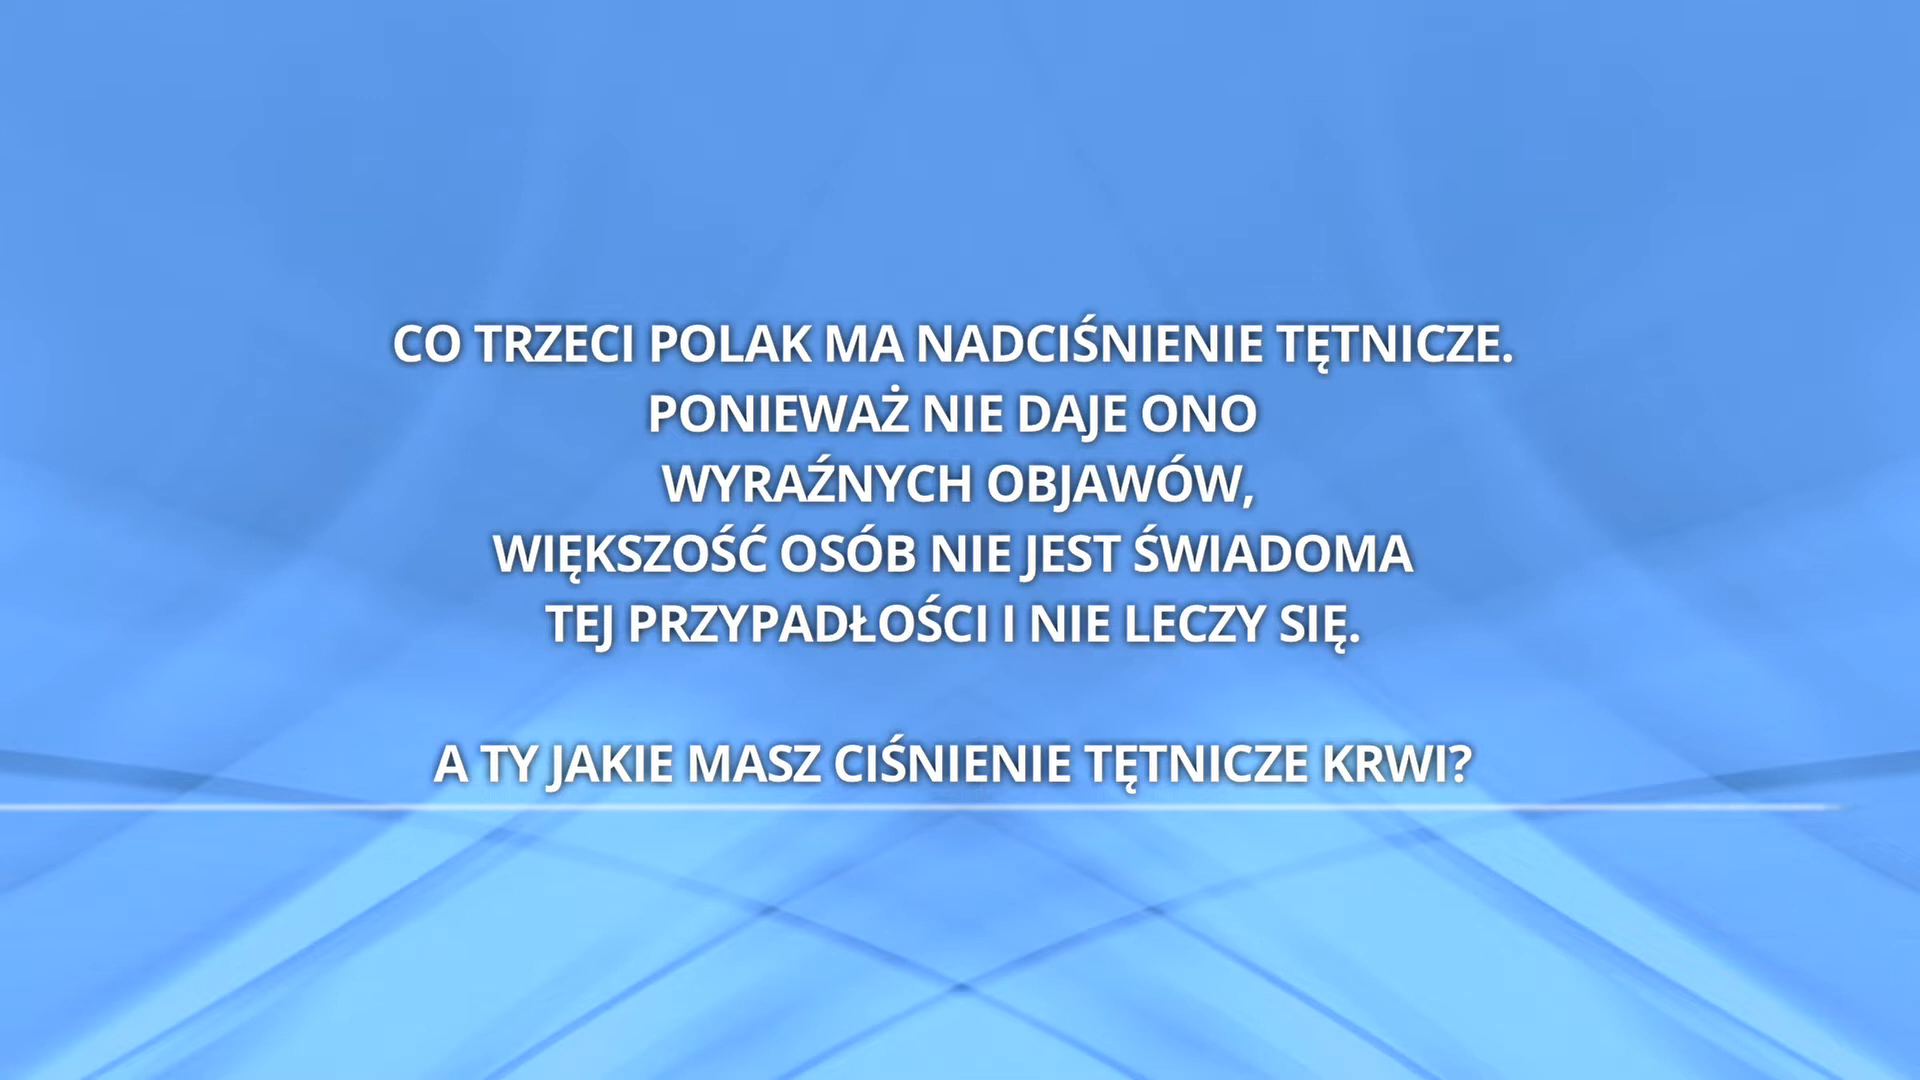 CO TRZECI POLAK MA NADCIŚNIENIE TĘTNICZE.
PONIEWAŻ NIE DAJE ONO
WYRAŹNYCH OBJAWÓW,
WIĘKSZOŚĆ OSÓB NIE JEST ŚWIADOMA
TEJ PRZYPADŁOŚCI I NIE LECZY SIĘ.
A TY JAKIE MASZ CIŚNIENIE TĘTNICZE KRWI?